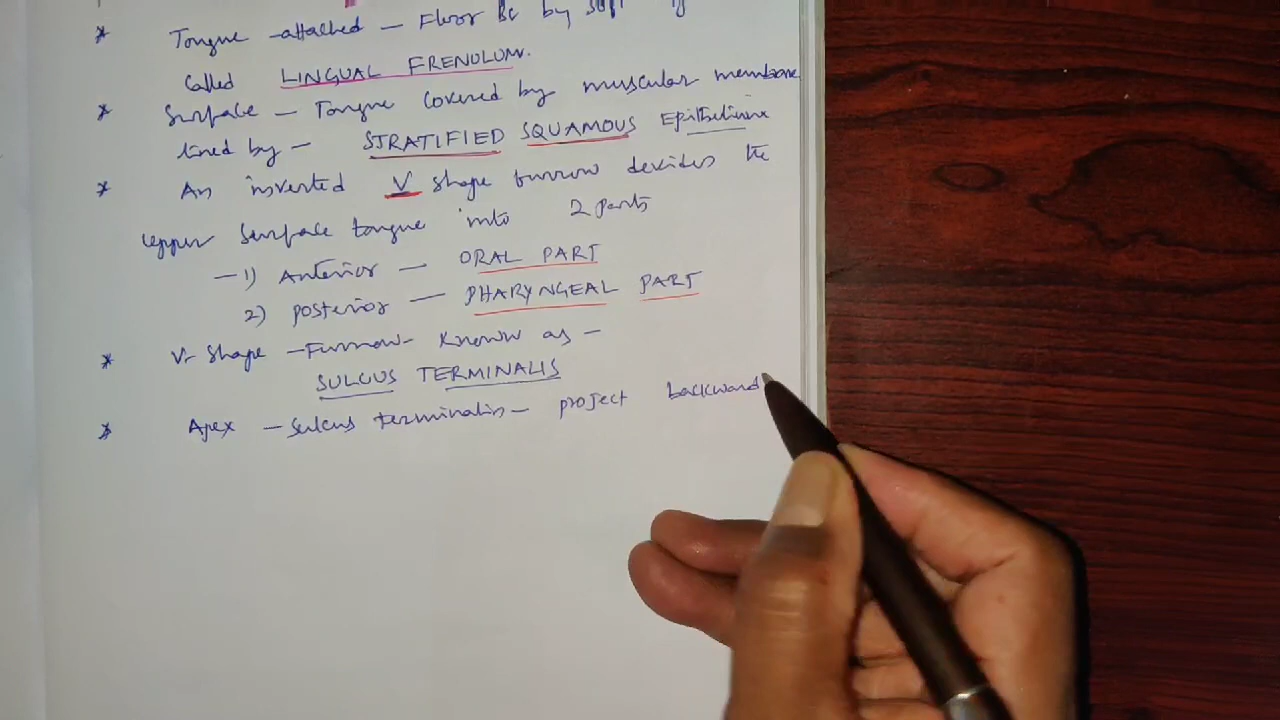 * Tongue - attached - Floor BC by
called LINGUAL FRENULUM.
* Surface - Tongue covered by muscular membrane
lined by - STRATIFIED SQUAMOUS Epithelium
* An inverted V shape furrow devides the
upper surface tongue into 2 parts
- 1) Anterior - ORAL PART
2) posterior - PHARYNGEAL PART
* V- Shape - Furrow - Known as -
SULCUS TERMINALIS
* Apex - Sulcus terminalis - project backward